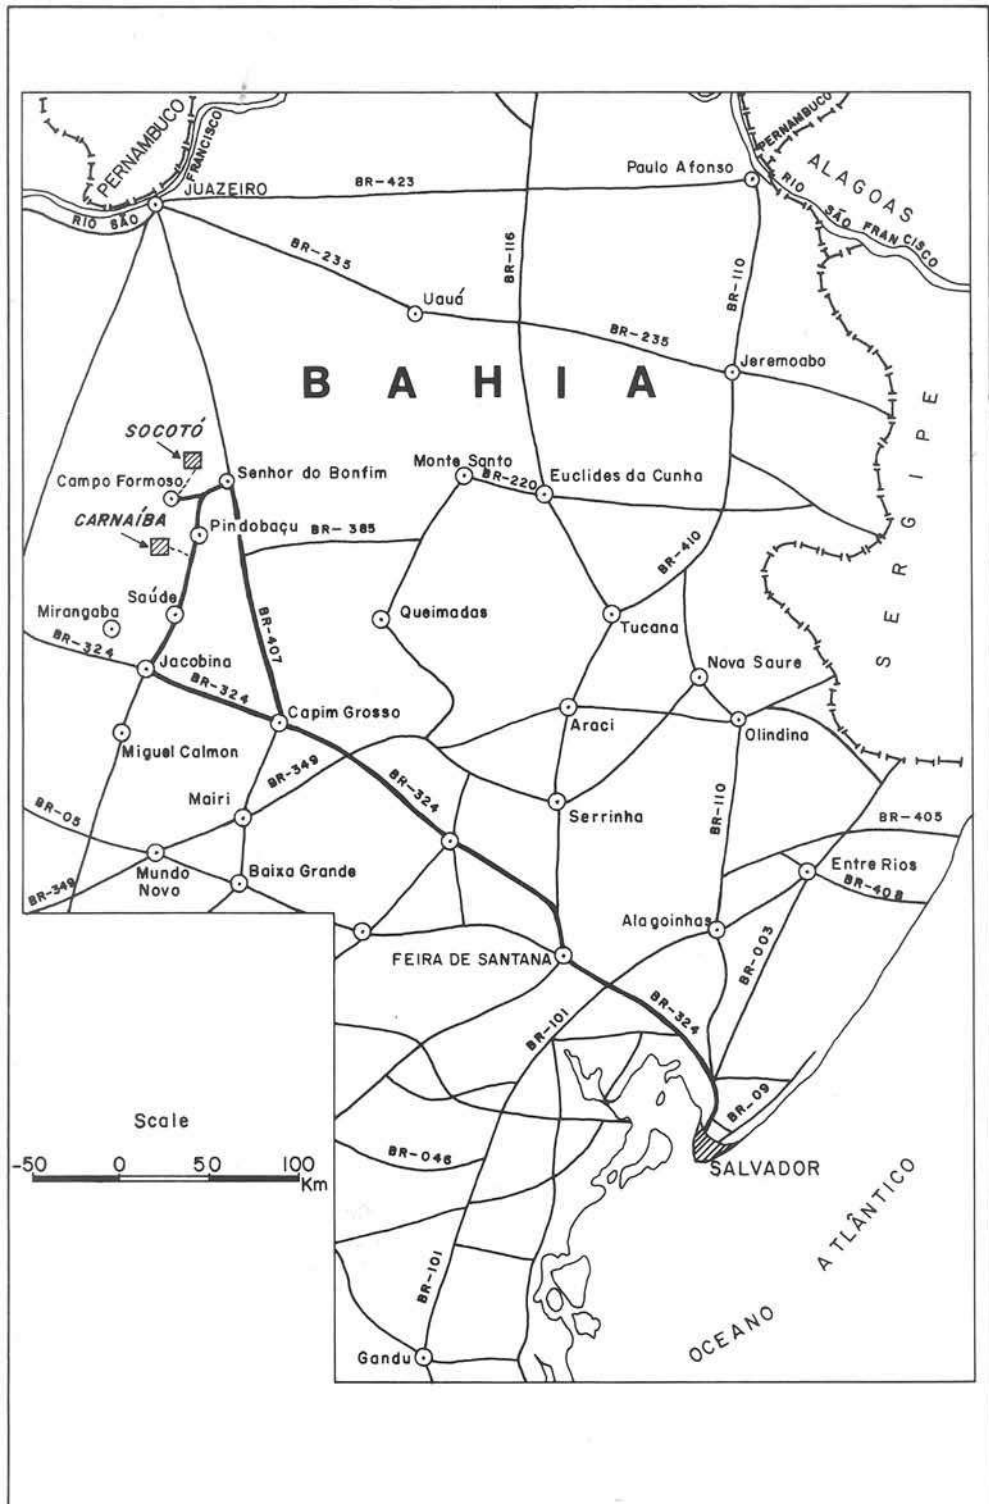 PERNAMBUCO
FRANCISCO
RIO SÃO
JUAZEIRO
BR-423
Paulo Afonso
PERNAMBUCO
ALAGOAS
RIO SÃO FRANCISCO
BR-235
BR-116
BR-110
Uauá
BR-235
Jeremoabo
BAHIA
SERGIPE
SOCOTÓ
Campo Formoso
Senhor do Bonfim
Monte Santo
BR-220
Euclides da Cunha
CARNAÍBA
Pindobaçu
BR-385
BR-410
Saúde
Mirangaba
Queimadas
Tucana
BR-324
BR-407
Jacobina
BR-324
Nova Saure
Capim Grosso
Araci
Olindina
Miguel Calmon
BR-349
BR-324
Mairi
Serrinha
BR-110
BR-405
BR-05
Mundo Novo
Baixa Grande
Entre Rios
BR-349
BR-408
Alagoinhas
FEIRA DE SANTANA
BR-003
BR-324
BR-101
BR-09
Scale
BR-046
SALVADOR
-50 0 50 100
Km
OCEANO ATLÂNTICO
BR-101
Gandu